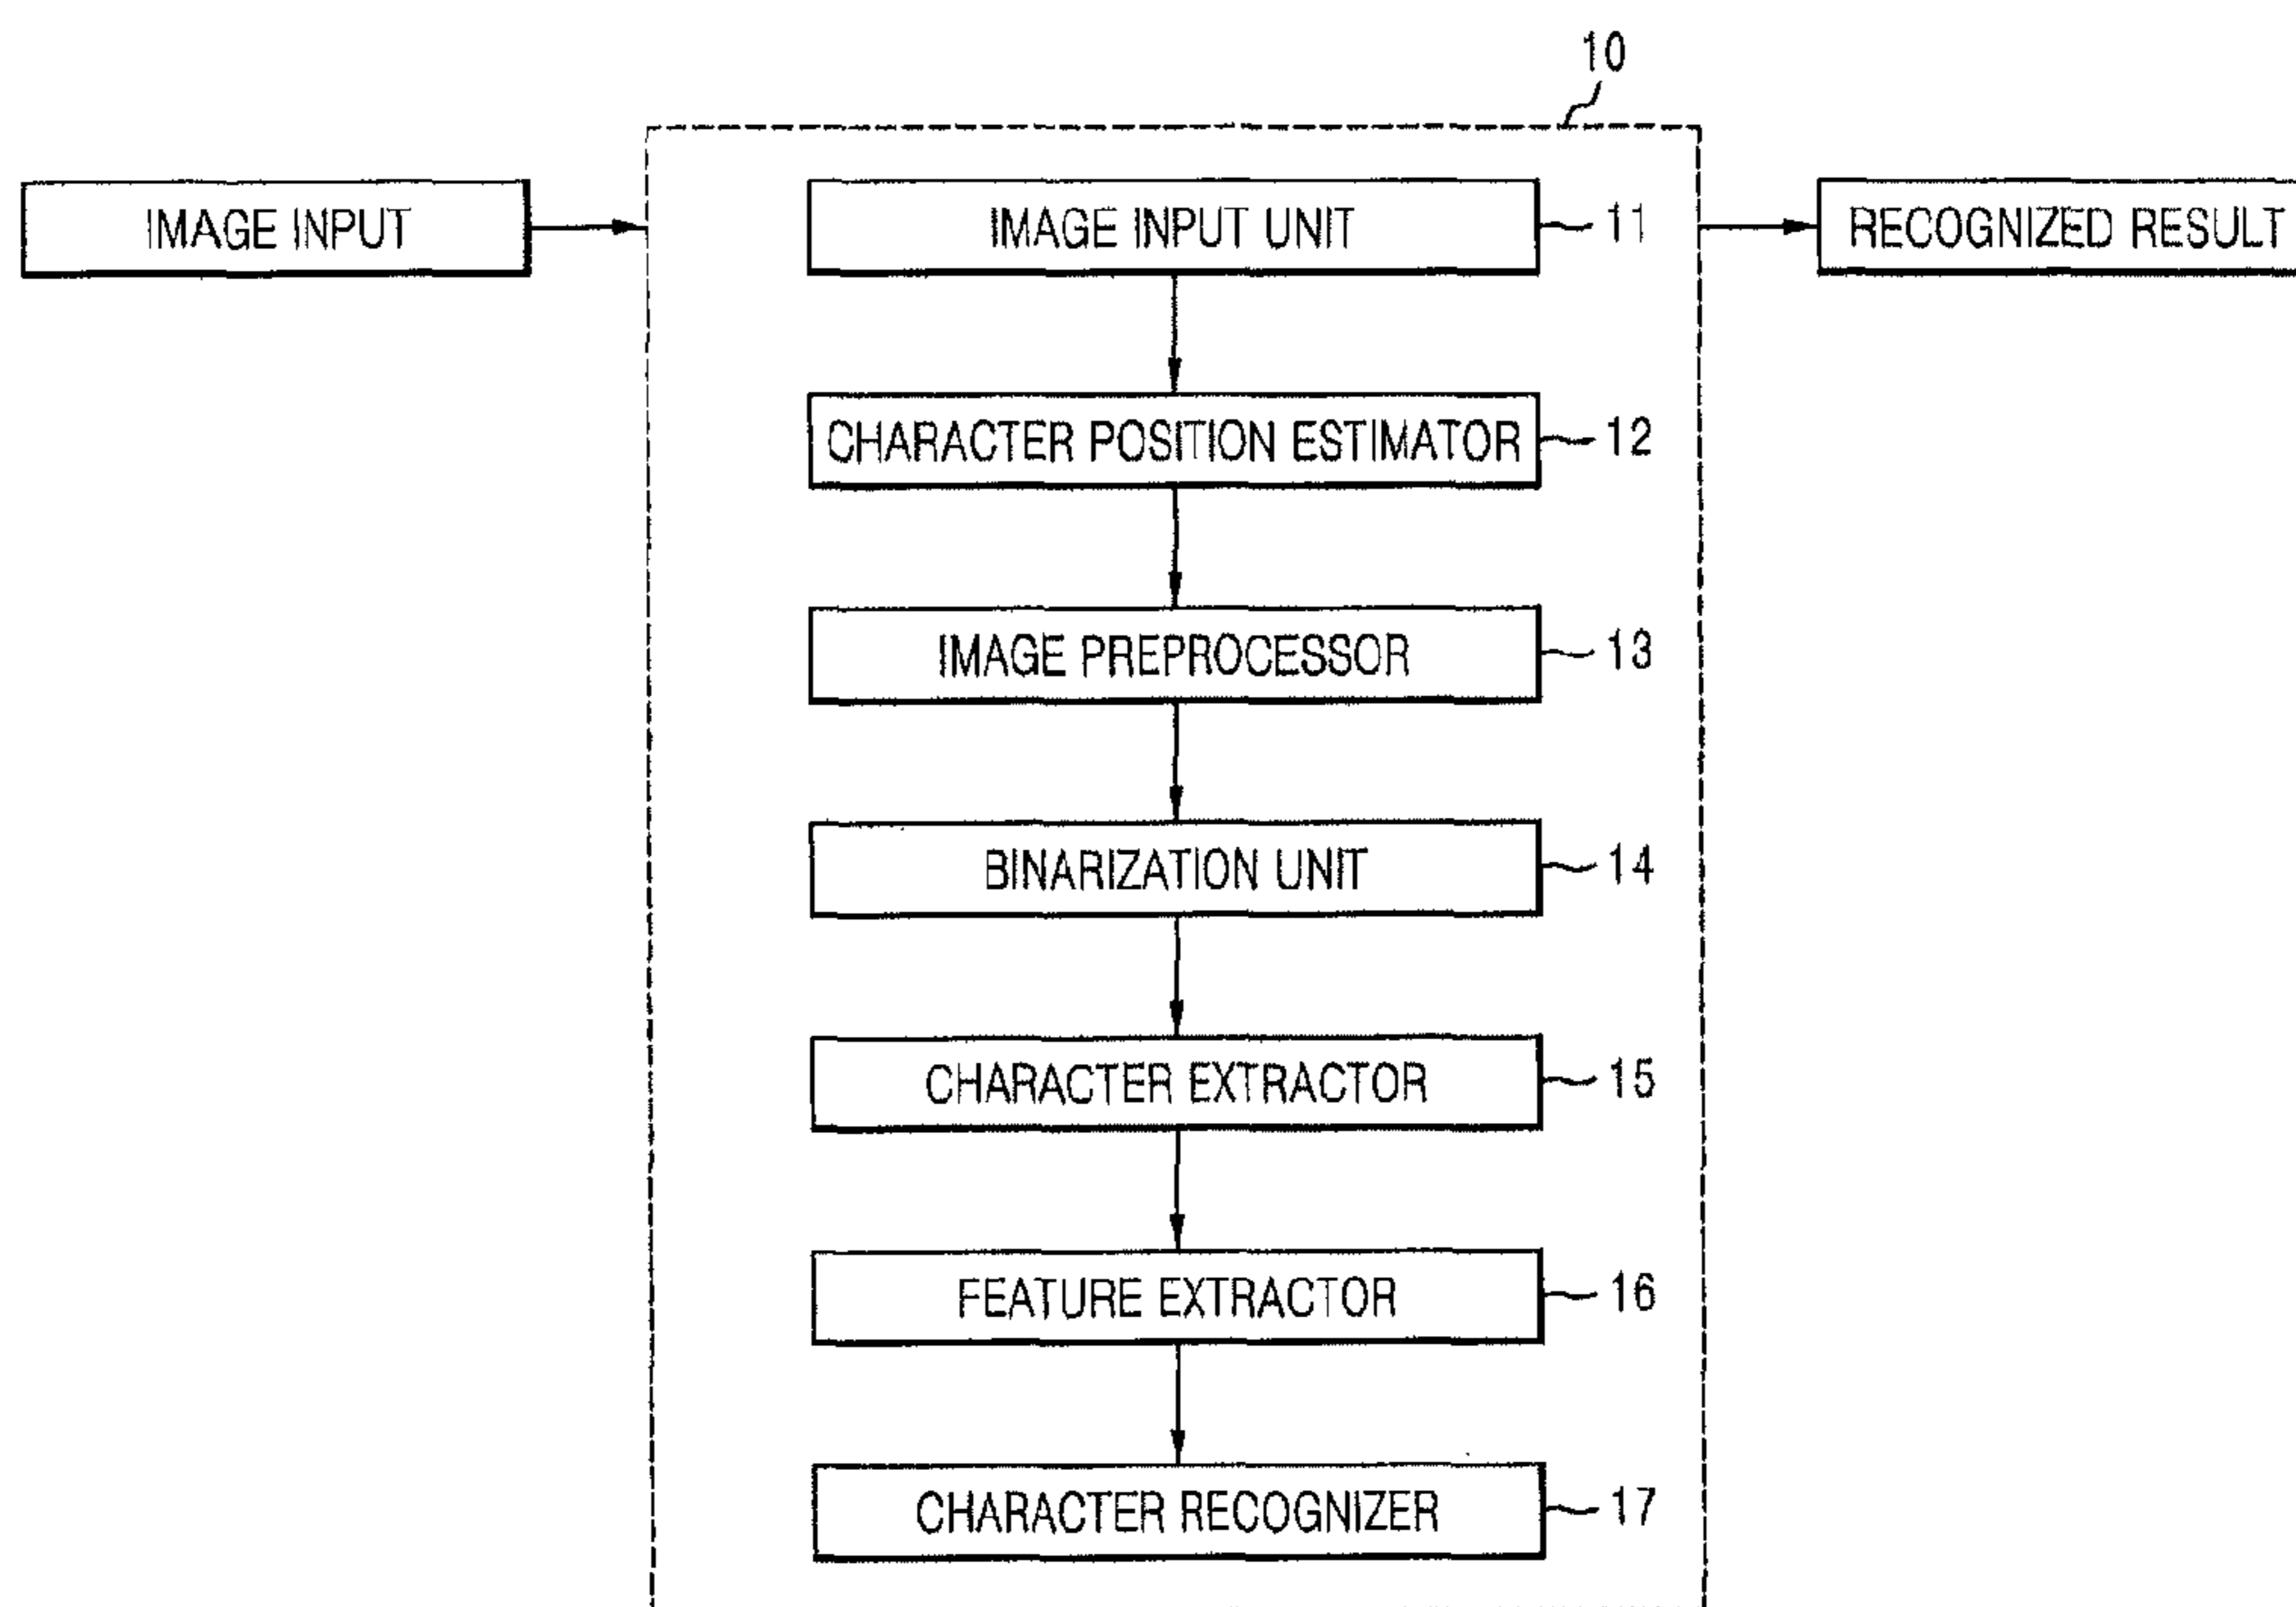 10
IMAGE INPUT
IMAGE INPUT UNIT
11
RECOGNIZED RESULT
CHARACTER POSITION ESTIMATOR
12
IMAGE PREPROCESSOR
13
BINARIZATION UNIT
14
CHARACTER EXTRACTOR
15
FEATURE EXTRACTOR
16
CHARACTER RECOGNIZER
17